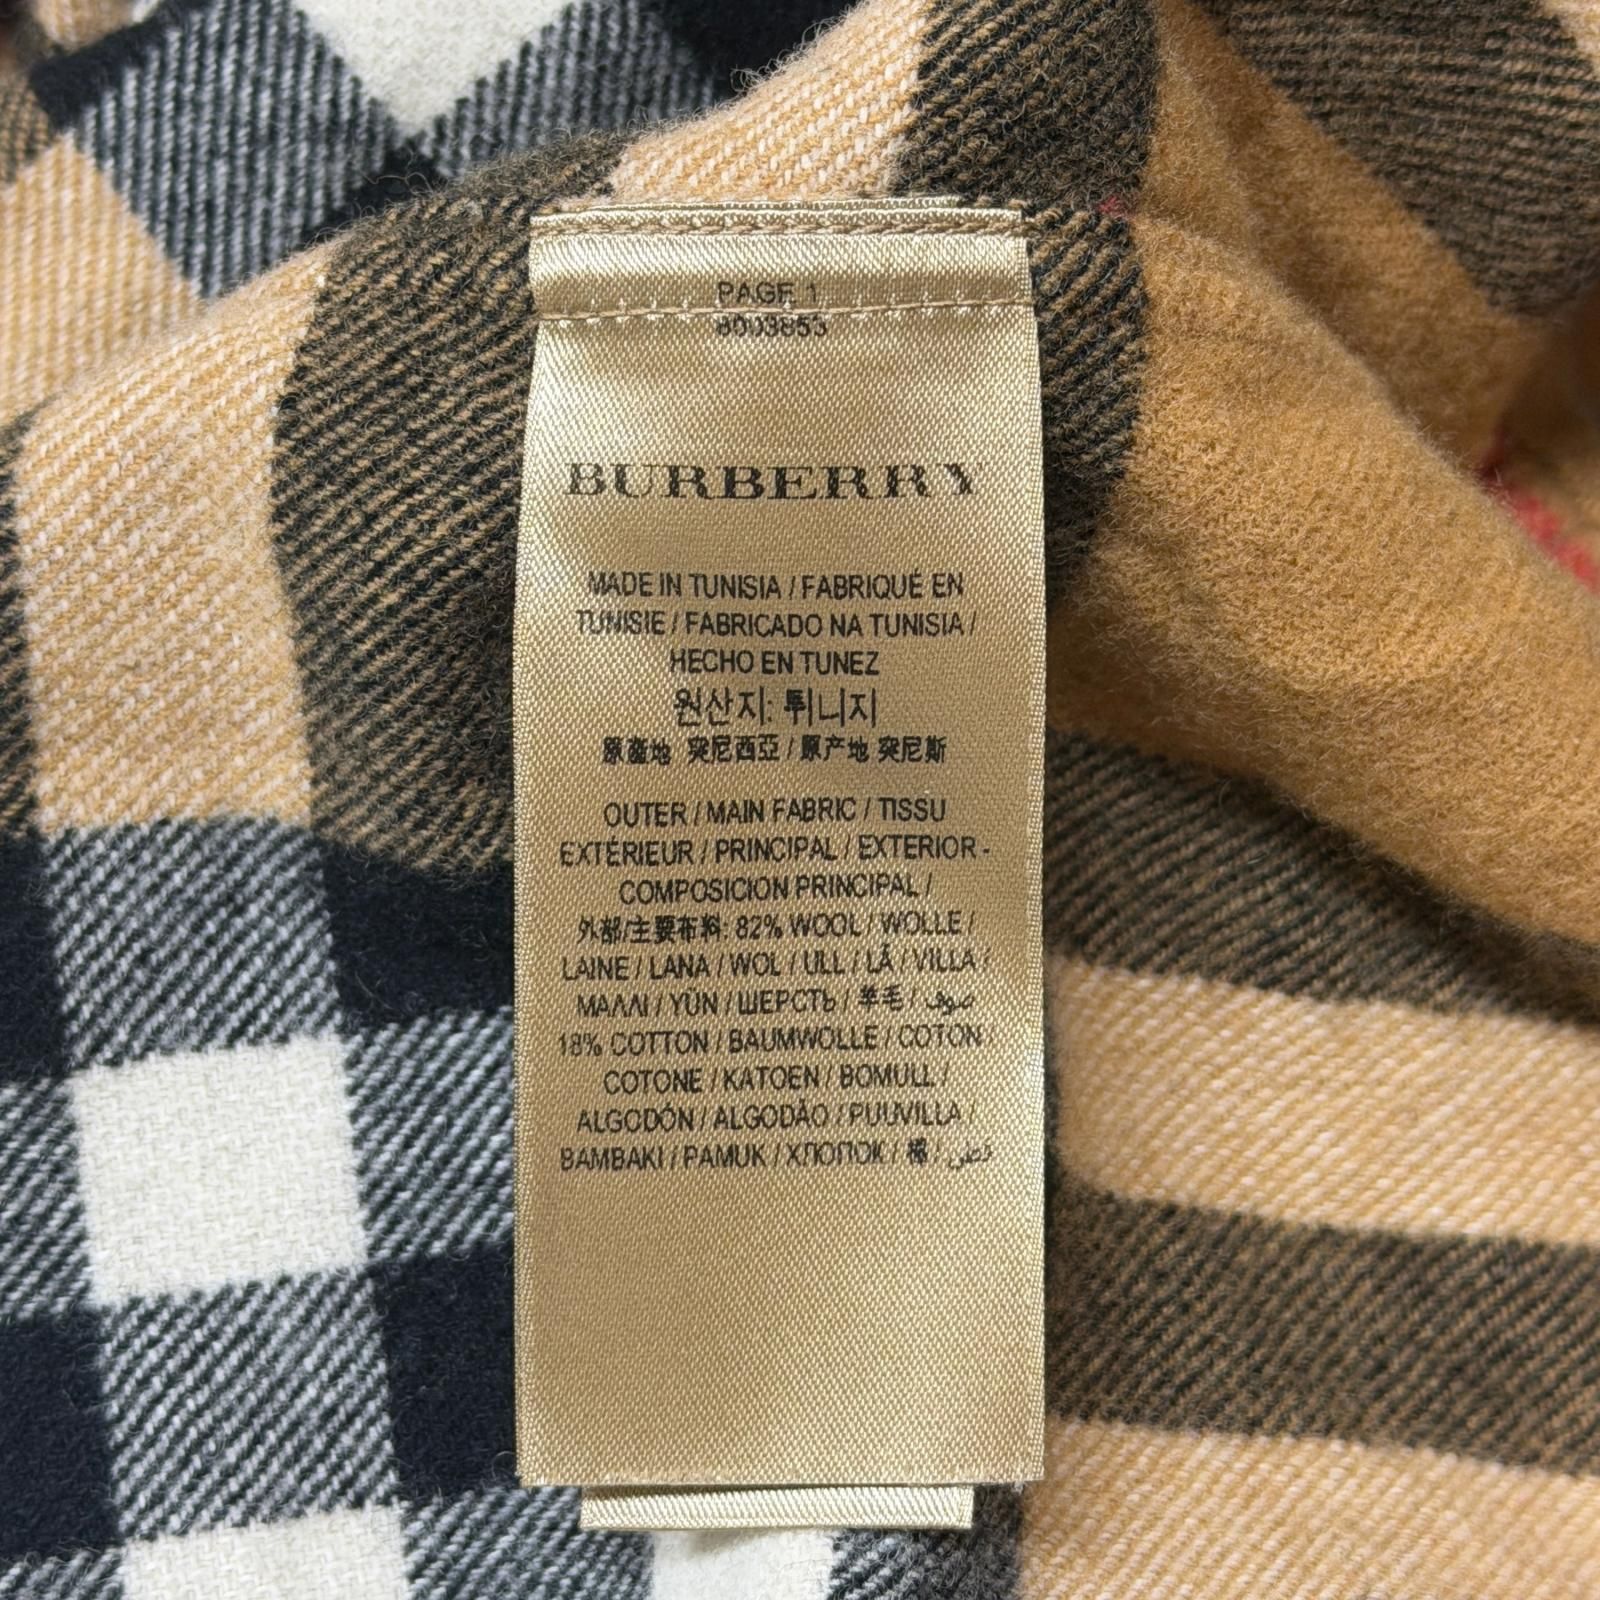 PAGE 1
8003853
BURBERRY
MADE IN TUNISIA / FABRIQUÉ EN
TUNISIE / FABRICADO NA TUNISIA /
HECHO EN TUNEZ
원산지: 튀니지
原產地 突尼西亞 / 原产地 突尼斯
OUTER / MAIN FABRIC / TISSU
EXTÉRIEUR / PRINCIPAL / EXTERIOR -
COMPOSICION PRINCIPAL /
外部/主要布料: 82% WOOL / WOLLE /
LAINE / LANA / WOL / ULL / LÃ / VILLA /
ΜΑΛΛΙ / YÜN / ШЕРСТЬ / 羊毛 / صوف
18% COTTON / BAUMWOLLE / COTON /
COTONE / KATOEN / BOMULL /
ALGODÓN / ALGODÃO / PUUVILLA /
BAMBAKI / PAMUK / ХЛОПОК / 棉 / قطن